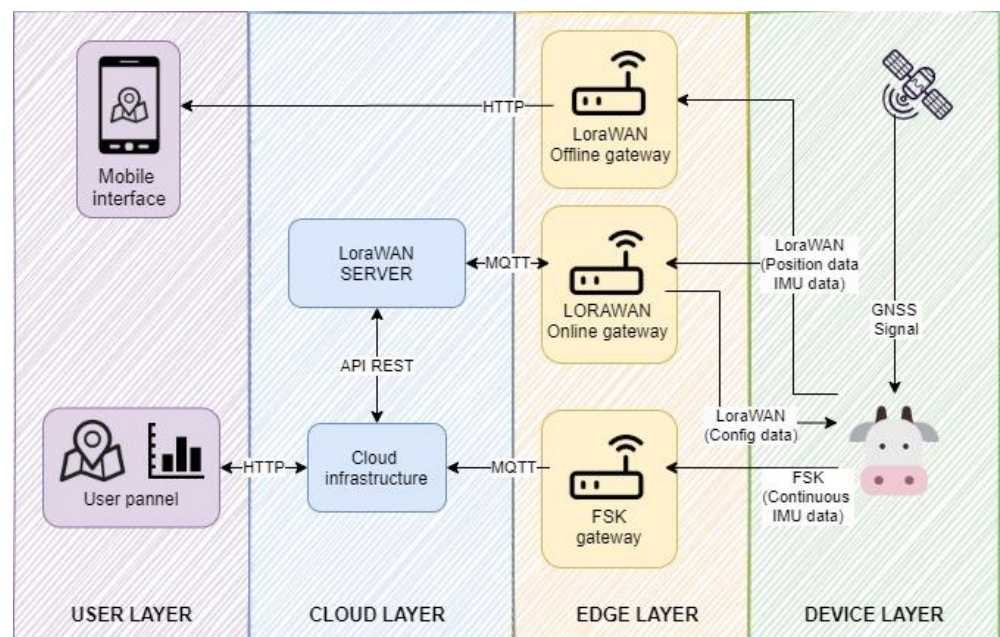 Mobile
interface
HTTP
LoraWAN
Offline gateway
LoraWAN
SERVER
MQTT
LORAWAN
Online gateway
LoraWAN
(Position data
IMU data)
GNSS
Signal
API REST
LoraWAN
(Config data)
User pannel
HTTP
Cloud
infrastructure
MQTT
FSK
gateway
FSK
(Continuous
IMU data)
USER LAYER
CLOUD LAYER
EDGE LAYER
DEVICE LAYER